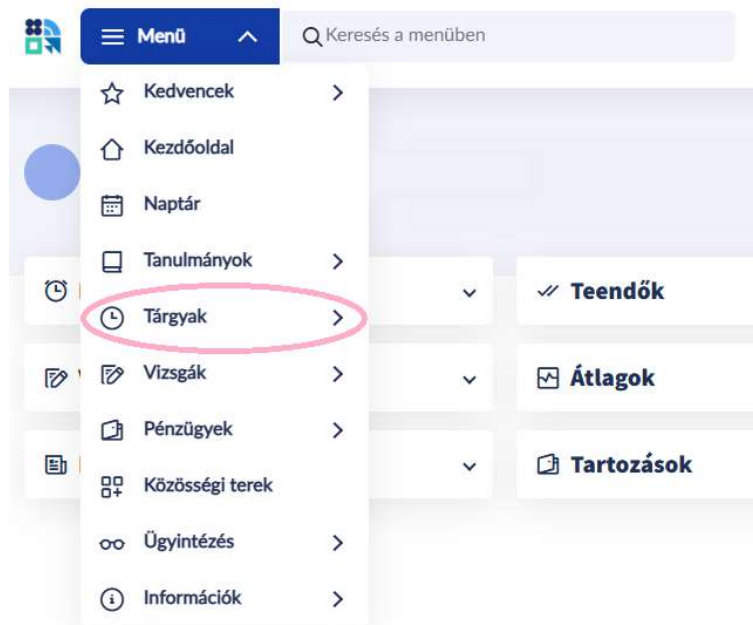 Menü
Keresés a menüben
Kedvencek
Kezdőoldal
Naptár
Tanulmányok
Tárgyak
Vizsgák
Pénzügyek
Közösségi terek
Ügyintézés
Információk
Teendők
Átlagok
Tartozások